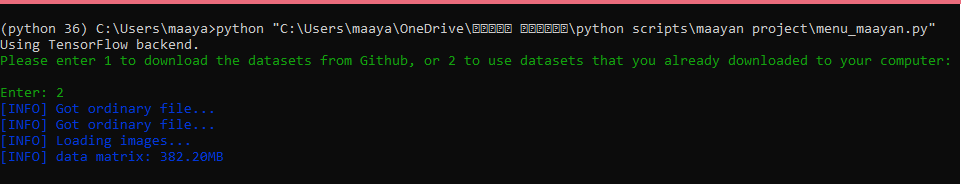 (python 36) C:\Users\maaya>python "C:\Users\maaya\OneDrive\ \python scripts\maayan project\menu_maayan.py"
Using TensorFlow backend.
Please enter 1 to download the datasets from Github, or 2 to use datasets that you already downloaded to your computer:
Enter: 2
[INFO] Got ordinary file...
[INFO] Got ordinary file...
[INFO] Loading images...
[INFO] data matrix: 382.20MB